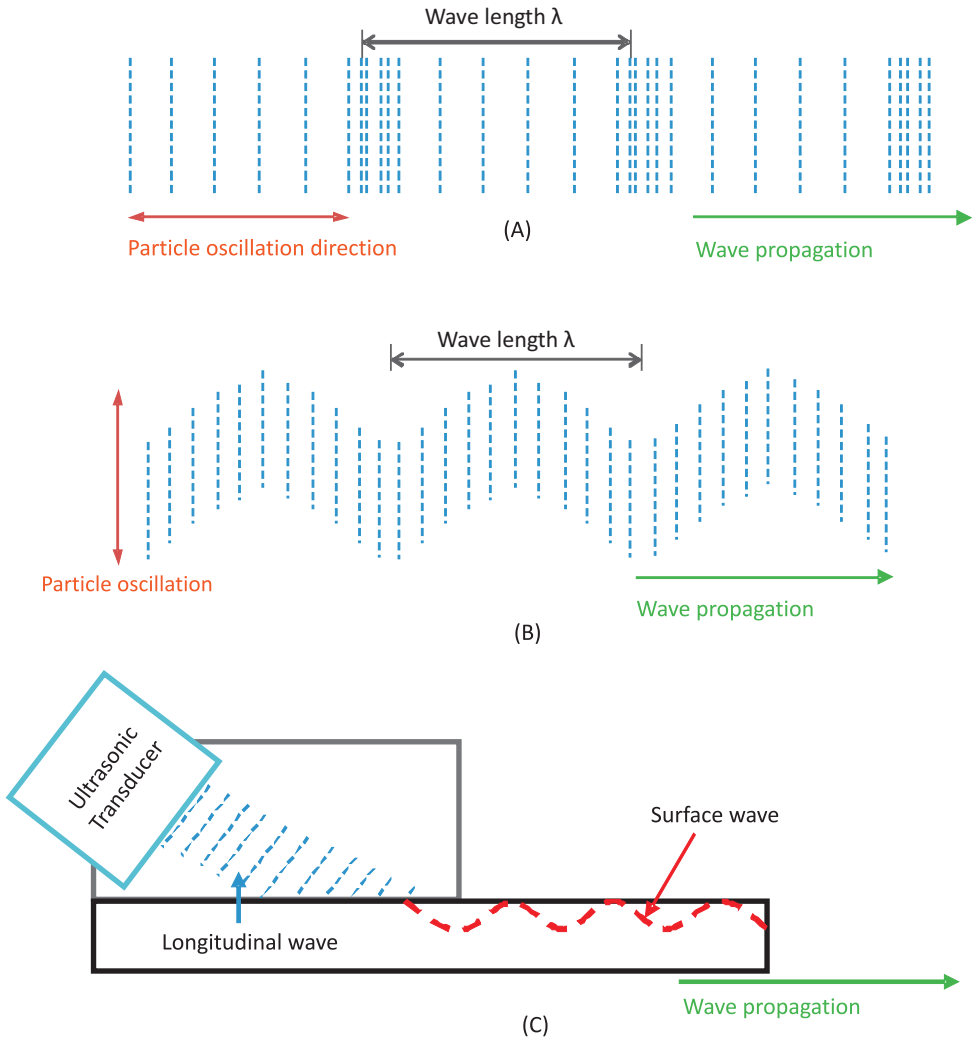 Wave length λ
Particle oscillation direction
(A)
Wave propagation
Wave length λ
Particle oscillation
Wave propagation
(B)
Ultrasonic
Transducer
Surface wave
Longitudinal wave
Wave propagation
(C)